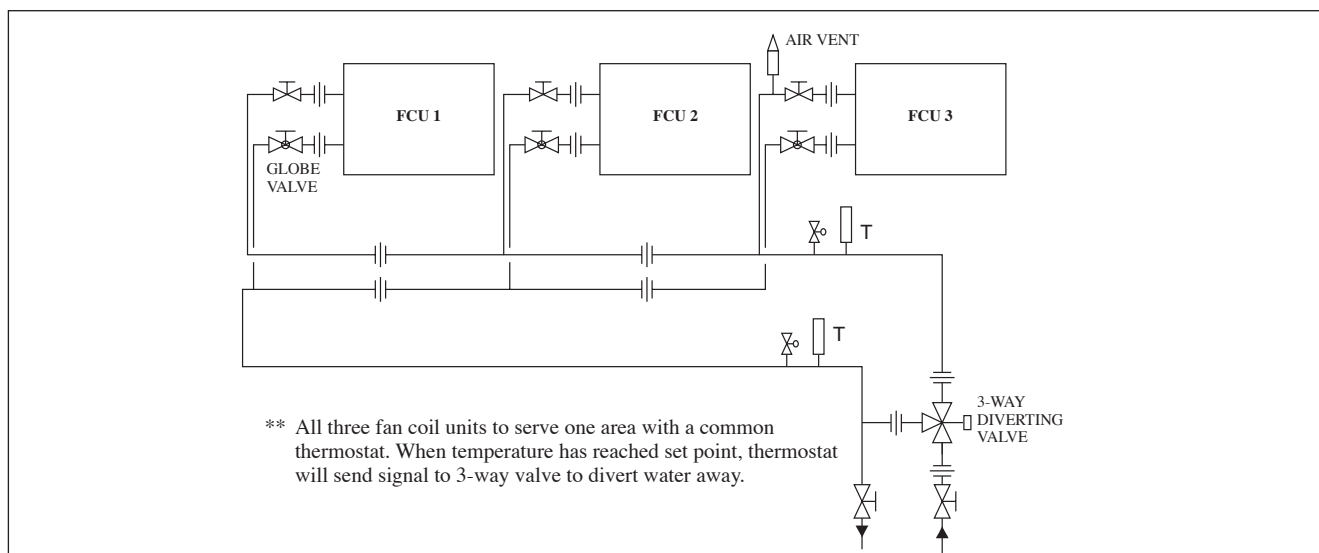 AIR VENT
FCU 1
FCU 2
FCU 3
GLOBE
VALVE
T
T
3-WAY
DIVERTING
VALVE
** All three fan coil units to serve one area with a common
thermostat. When temperature has reached set point, thermostat
will send signal to 3-way valve to divert water away.